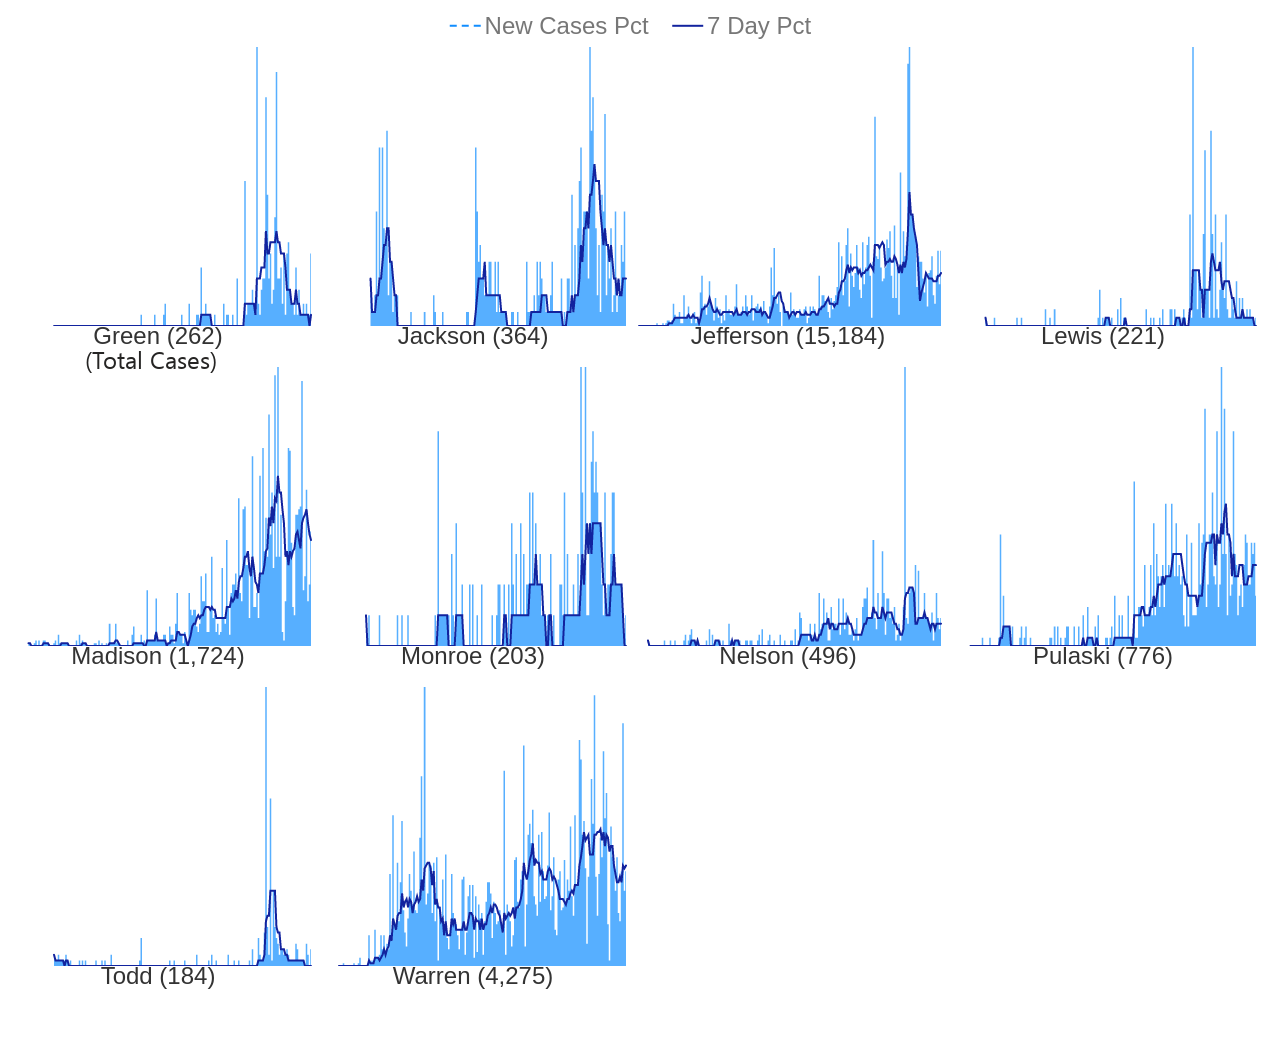 New Cases Pct 7 Day Pct
Green (262) Jackson (364) Jefferson (15,184) Lewis (221)
(Total Cases)
Madison (1,724) Monroe (203) Nelson (496) Pulaski (776)
Todd (184) Warren (4,275)